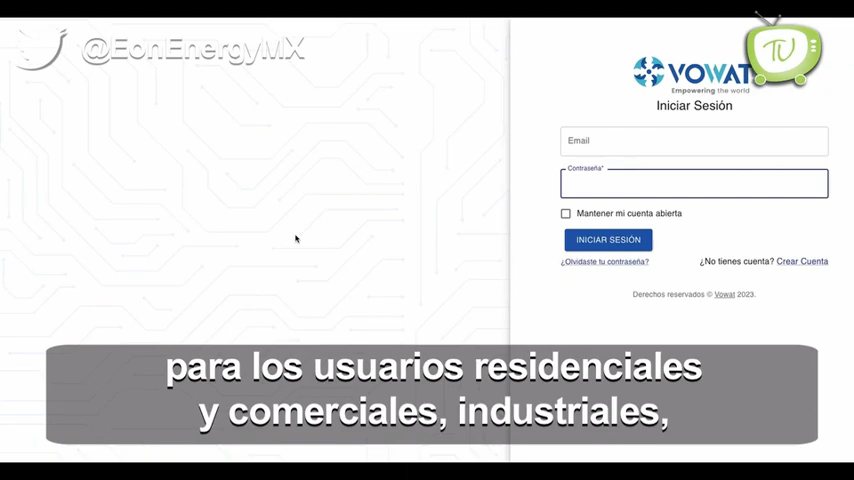 @EonEnergyMX
TV
VOWAT
Empowering the world
Iniciar Sesión
Email
Contraseña*
Mantener mi cuenta abierta
INICIAR SESIÓN
¿Olvidaste tu contraseña?
¿No tienes cuenta? Crear Cuenta
Derechos reservados © Vowat 2023.
para los usuarios residenciales
y comerciales, industriales,